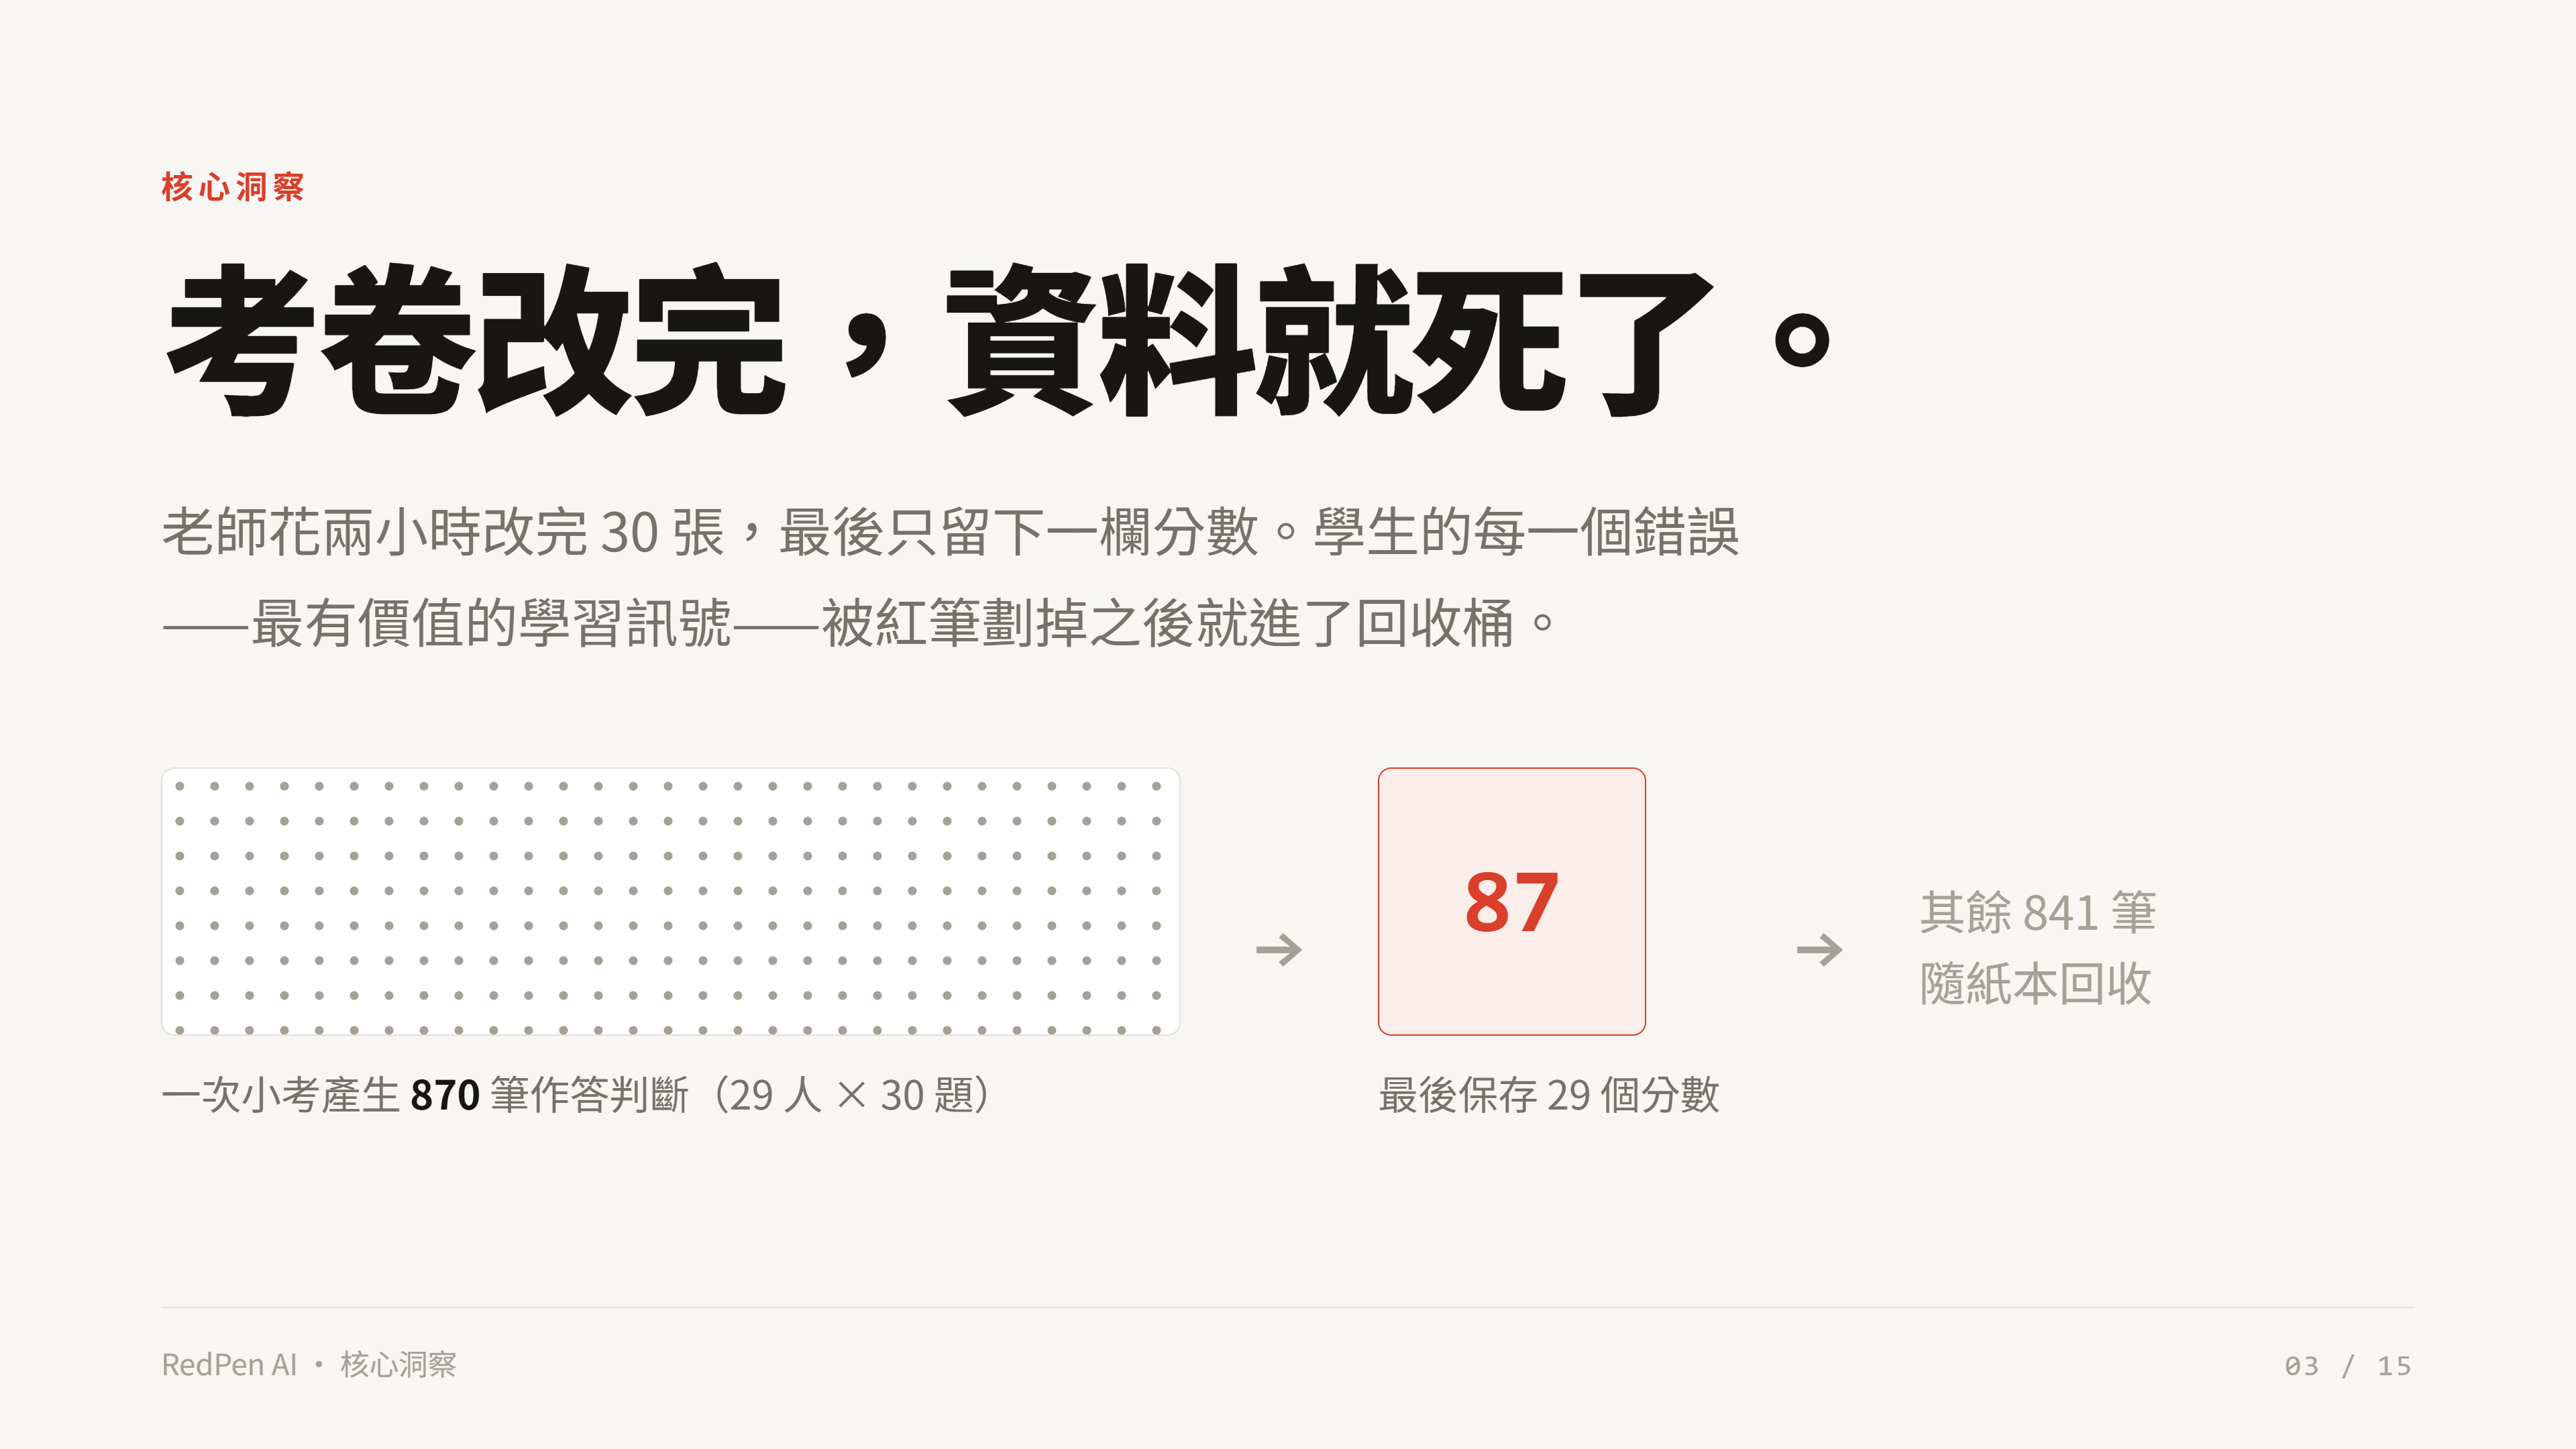 核心洞察
考卷改完，資料就死了。
老師花兩小時改完 30 張，最後只留下一欄分數。學生的每一個錯誤
——最有價值的學習訊號——被紅筆劃掉之後就進了回收桶。
87
其餘 841 筆
隨紙本回收
一次小考產生 870 筆作答判斷（29 人 × 30 題）
最後保存 29 個分數
RedPen AI · 核心洞察
03 / 15